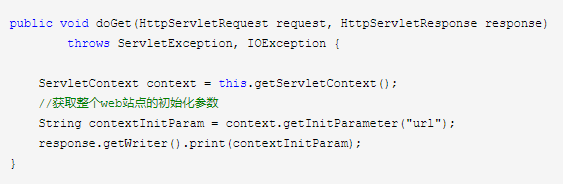 public void doGet(HttpServletRequest request, HttpServletResponse response)
        throws ServletException, IOException {
    ServletContext context = this.getServletContext();
    //获取整个web站点的初始化参数
    String contextInitParam = context.getInitParameter("url");
    response.getWriter().print(contextInitParam);
}